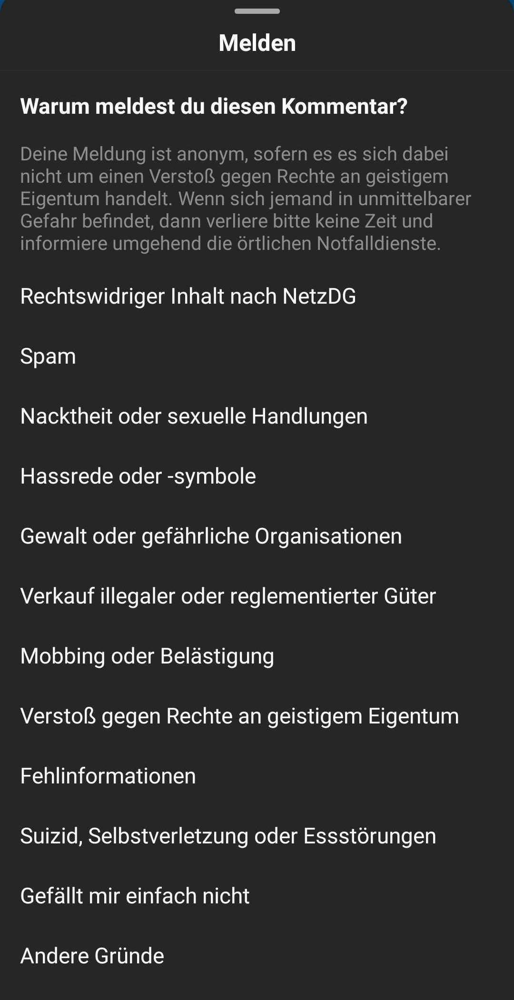 Melden
Warum meldest du diesen Kommentar?
Deine Meldung ist anonym, sofern es es sich dabei
nicht um einen Verstoß gegen Rechte an geistigem
Eigentum handelt. Wenn sich jemand in unmittelbarer
Gefahr befindet, dann verliere bitte keine Zeit und
informiere umgehend die örtlichen Notfalldienste.
Rechtswidriger Inhalt nach NetzDG
Spam
Nacktheit oder sexuelle Handlungen
Hassrede oder -symbole
Gewalt oder gefährliche Organisationen
Verkauf illegaler oder reglementierter Güter
Mobbing oder Belästigung
Verstoß gegen Rechte an geistigem Eigentum
Fehlinformationen
Suizid, Selbstverletzung oder Essstörungen
Gefällt mir einfach nicht
Andere Gründe